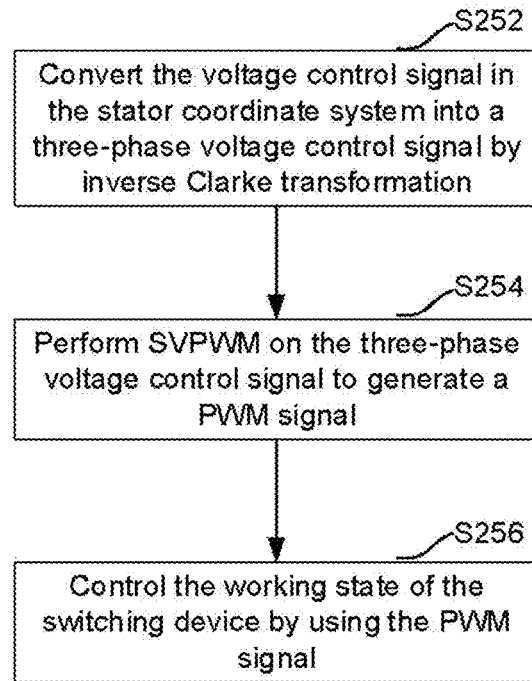 S252
Convert the voltage control signal in
the stator coordinate system into a
three-phase voltage control signal by
inverse Clarke transformation
S254
Perform SVPWM on the three-phase
voltage control signal to generate a
PWM signal
S256
Control the working state of the
switching device by using the PWM
signal